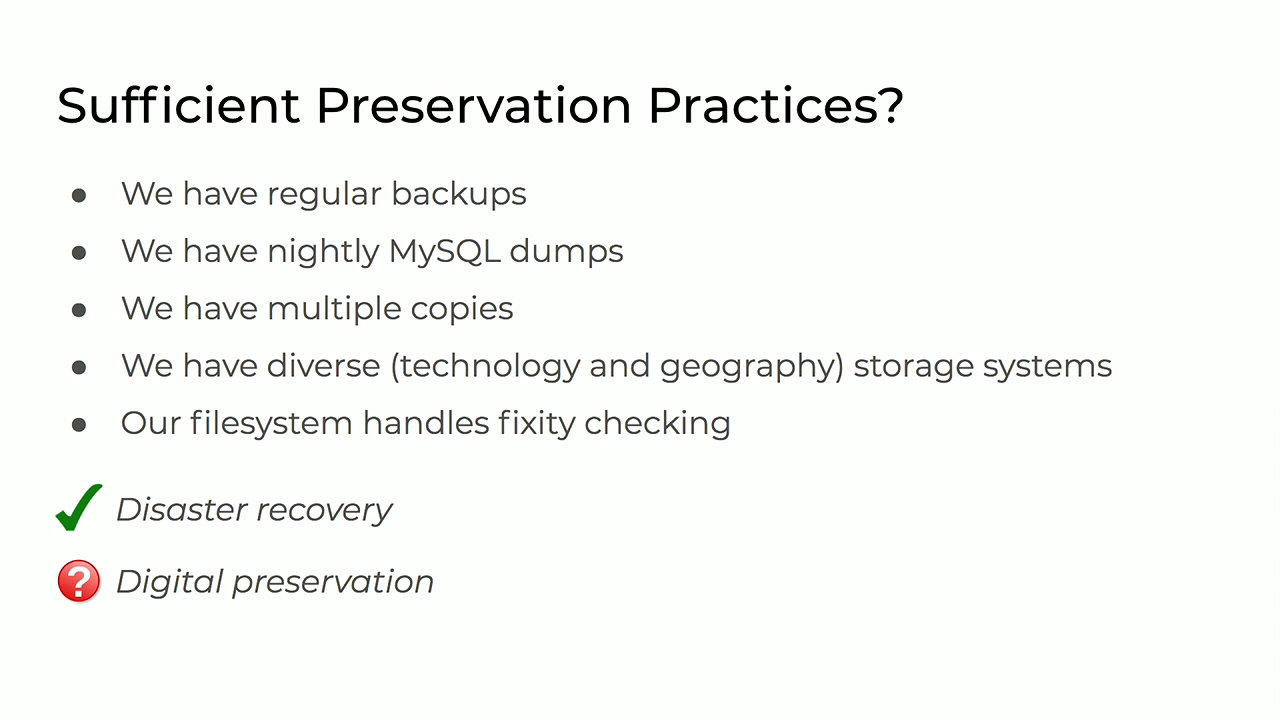 Sufficient Preservation Practices?
● We have regular backups
● We have nightly MySQL dumps
● We have multiple copies
● We have diverse (technology and geography) storage systems
● Our filesystem handles fixity checking
✓ Disaster recovery
? Digital preservation